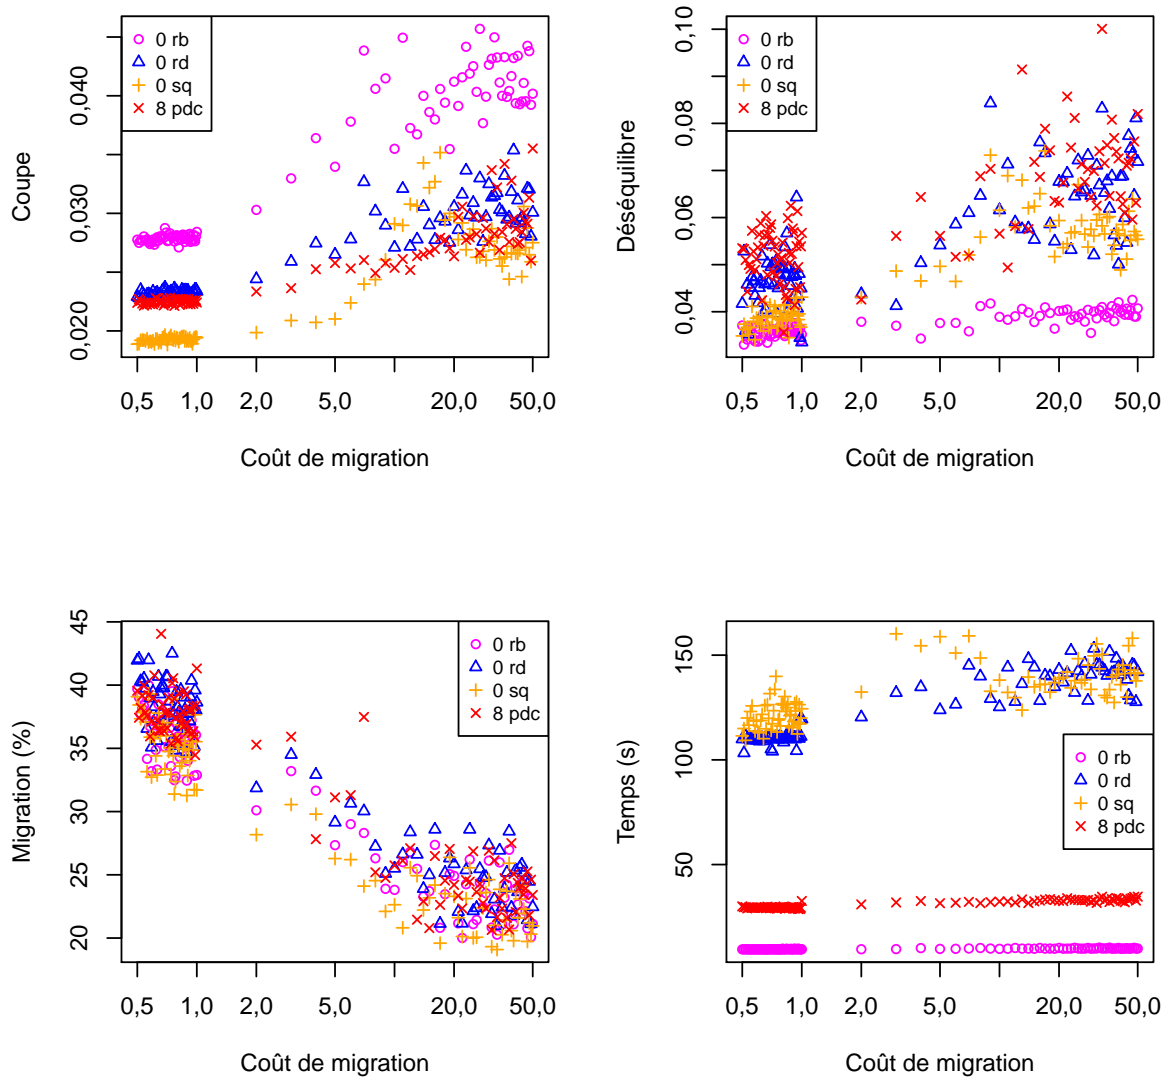 Coupe
0,040
0,030
0,020
0 rb
0 rd
0 sq
8 pdc
0,5 1,0 2,0 5,0 20,0 50,0
Coût de migration
Déséquilibre
0,10
0,08
0,06
0,04
0 rb
0 rd
0 sq
8 pdc
0,5 1,0 2,0 5,0 20,0 50,0
Coût de migration
Migration (%)
45
40
35
30
25
20
0 rb
0 rd
0 sq
8 pdc
0,5 1,0 2,0 5,0 20,0 50,0
Coût de migration
Temps (s)
150
100
50
0 rb
0 rd
0 sq
8 pdc
0,5 1,0 2,0 5,0 20,0 50,0
Coût de migration